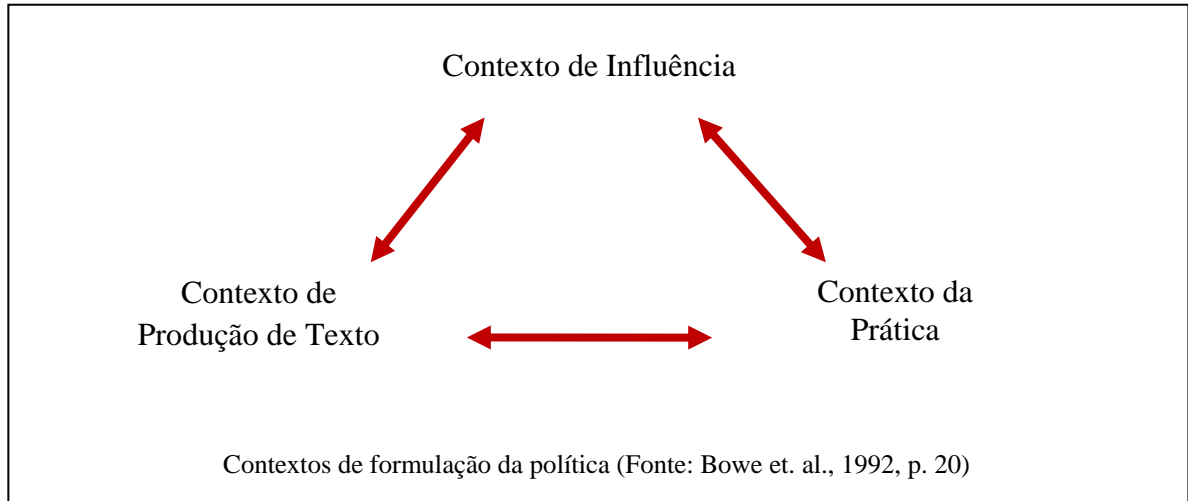 Contexto de Influência
Contexto de
Produção de Texto
Contexto da
Prática
Contextos de formulação da política (Fonte: Bowe et. al., 1992, p. 20)